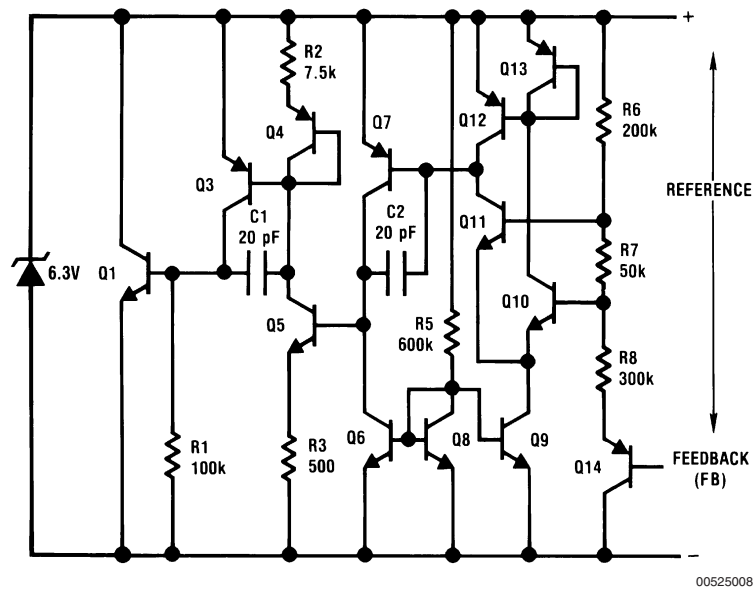 +
R2
7.5k
Q13
Q4
Q7
Q12
R6
200k
Q3
REFERENCE
C1
20 pF
C2
20 pF
Q11
R7
50k
6.3V
Q1
Q5
R5
600k
Q10
R8
300k
R1
100k
R3
500
Q6
Q8
Q9
Q14
FEEDBACK
(FB)
−
00525008